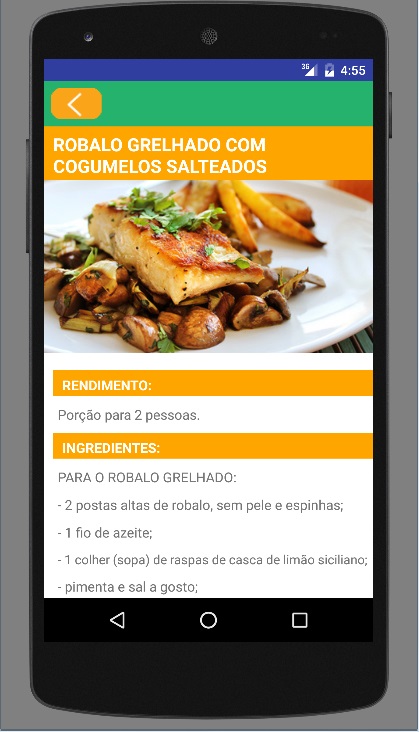 3G 4:55
ROBALO GRELHADO COM
COGUMELOS SALTEADOS
RENDIMENTO:
Porção para 2 pessoas.
INGREDIENTES:
PARA O ROBALO GRELHADO:
- 2 postas altas de robalo, sem pele e espinhas;
- 1 fio de azeite;
- 1 colher (sopa) de raspas de casca de limão siciliano;
- pimenta e sal a gosto;